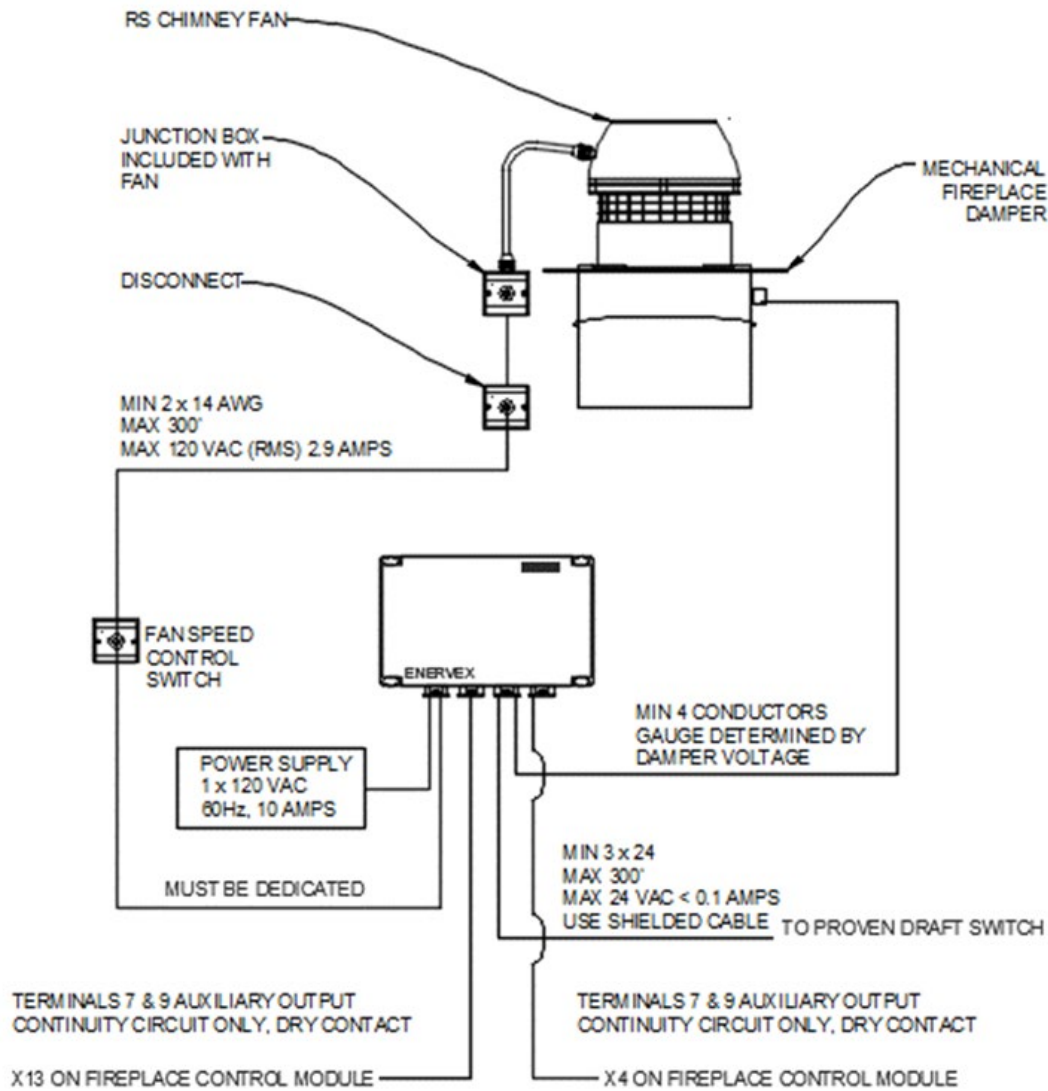 RS CHIMNEY FAN
JUNCTION BOX
INCLUDED WITH
FAN
MECHANICAL
FIREPLACE
DAMPER
DISCONNECT
MIN 2 x 14 AWG
MAX 300'
MAX 120 VAC (RMS) 2.9 AMPS
FAN SPEED
CONTROL
SWITCH
ENERVEX
MIN 4 CONDUCTORS
GAUGE DETERMINED BY
DAMPER VOLTAGE
POWER SUPPLY
1 x 120 VAC
60Hz, 10 AMPS
MUST BE DEDICATED
MIN 3 x 24
MAX 300'
MAX 24 VAC < 0.1 AMPS
USE SHIELDED CABLE
TO PROVEN DRAFT SWITCH
TERMINALS 7 & 9 AUXILIARY OUTPUT
CONTINUITY CIRCUIT ONLY, DRY CONTACT
X13 ON FIREPLACE CONTROL MODULE
TERMINALS 7 & 9 AUXILIARY OUTPUT
CONTINUITY CIRCUIT ONLY, DRY CONTACT
X4 ON FIREPLACE CONTROL MODULE